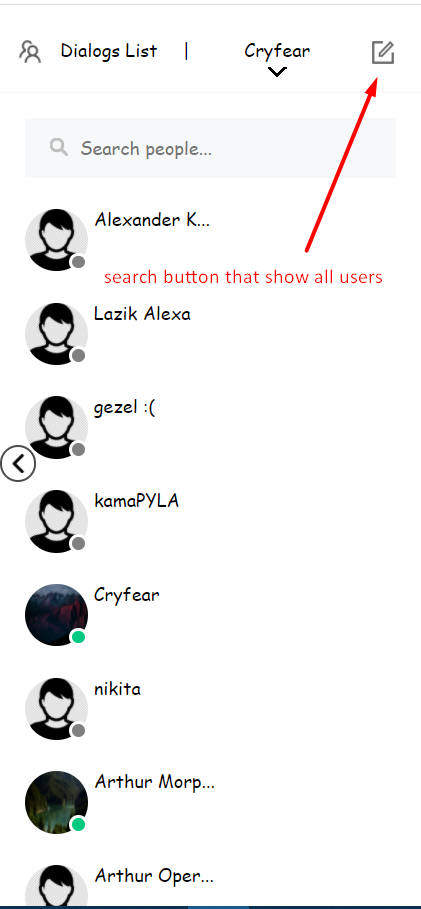 Dialogs List | Cryfear
Search people...
Alexander K...
search button that show all users
Lazik Alexa
gezel :(
kamaPYLA
Cryfear
nikita
Arthur Morp...
Arthur Oper...